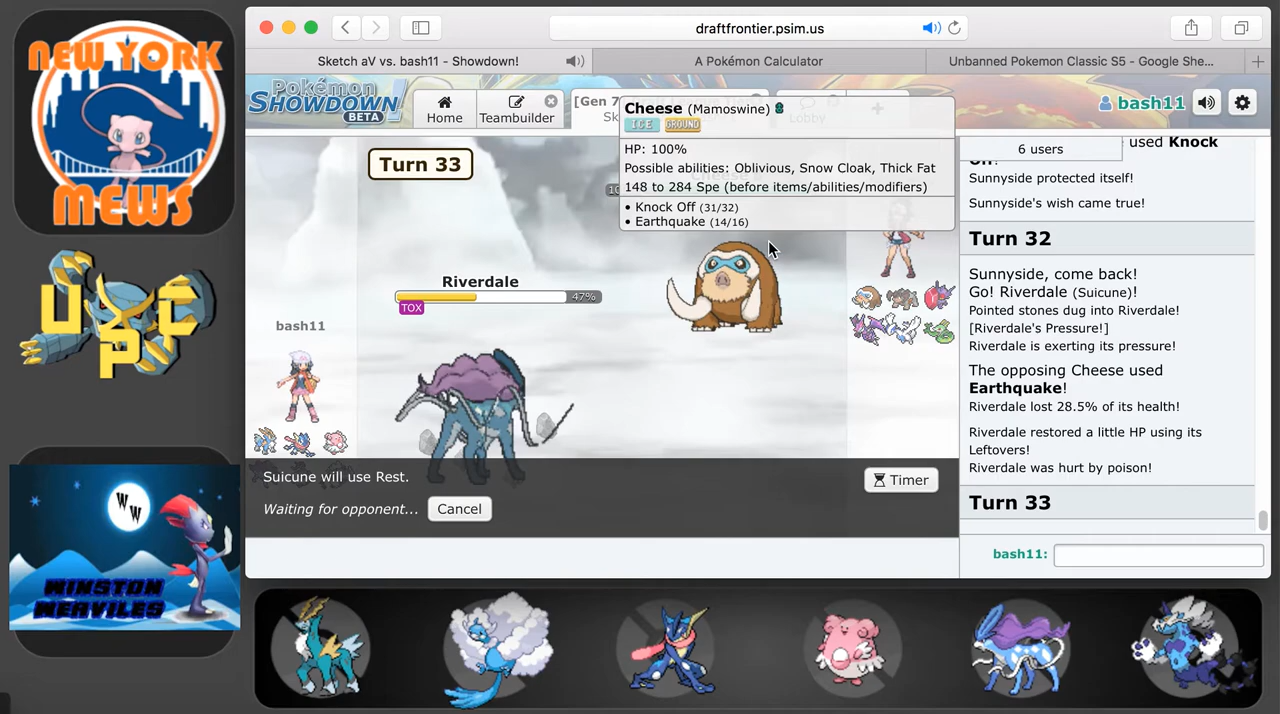 NEW YORK
MEWS
U
P
C
W W
WINSTON
WEAVILES
draftfrontier.psim.us
Sketch aV vs. bash11 - Showdown!
A Pokémon Calculator
Unbanned Pokemon Classic S5 - Google She...
Pokémon
SHOWDOWN!
BETA
Home
Teambuilder
[Gen 7
Sk
Lobby
bash11
Cheese (Mamoswine)
ICE GROUND
HP: 100%
Possible abilities: Oblivious, Snow Cloak, Thick Fat
148 to 284 Spe (before items/abilities/modifiers)
• Knock Off (31/32)
• Earthquake (14/16)
Turn 33
Riverdale
47%
TOX
bash11
Suicune will use Rest.
Waiting for opponent...
Cancel
Timer
6 users
used Knock
Off!
Sunnyside protected itself!
Sunnyside's wish came true!
Turn 32
Sunnyside, come back!
Go! Riverdale (Suicune)!
Pointed stones dug into Riverdale!
[Riverdale's Pressure!]
Riverdale is exerting its pressure!
The opposing Cheese used
Earthquake!
Riverdale lost 28.5% of its health!
Riverdale restored a little HP using its
Leftovers!
Riverdale was hurt by poison!
Turn 33
bash11: